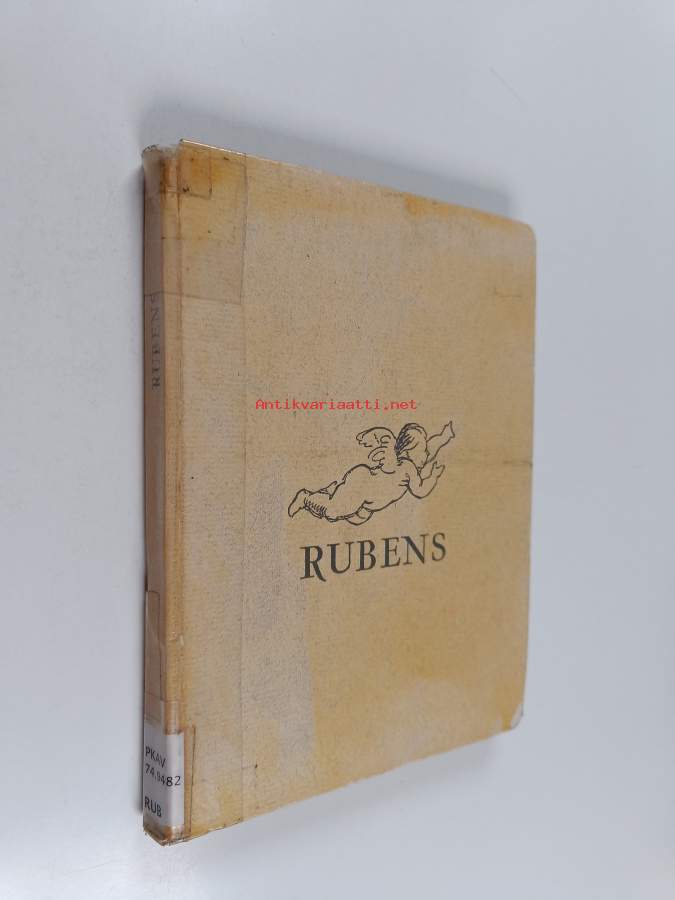 RUBENS
Antikvariaatti.net
RUBENS
PKAV
74.9482
RUB